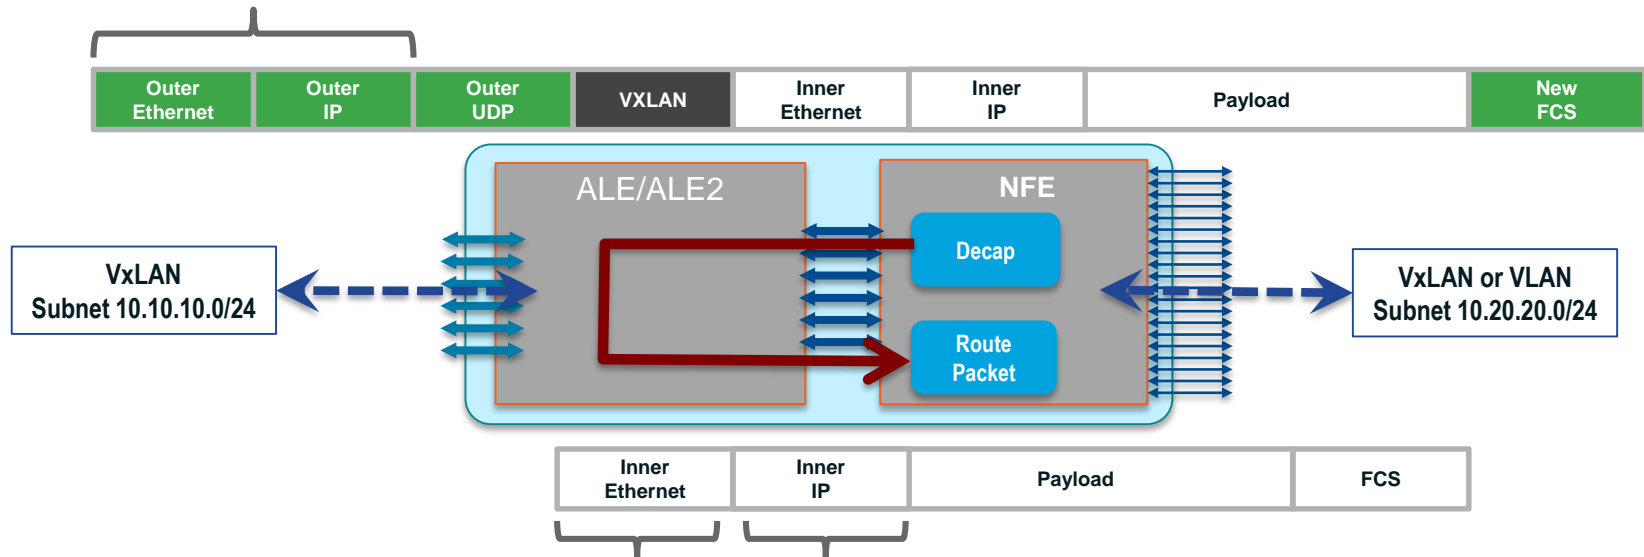 Outer
Ethernet
Outer
IP
Outer
UDP
VXLAN
Inner
Ethernet
Inner
IP
Payload
New
FCS
ALE/ALE2
NFE
Decap
Route
Packet
VxLAN
Subnet 10.10.10.0/24
VxLAN or VLAN
Subnet 10.20.20.0/24
Inner
Ethernet
Inner
IP
Payload
FCS